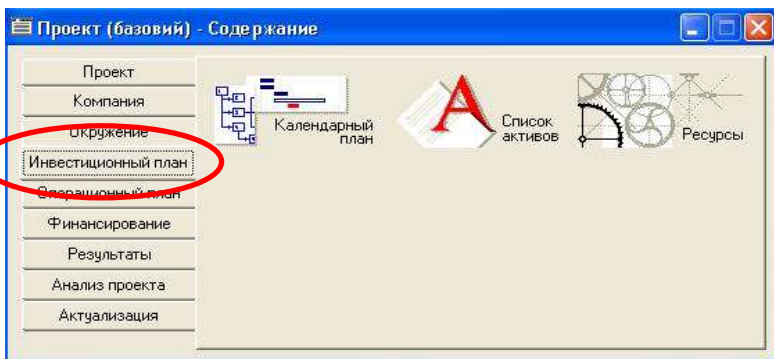 Проект (базовий) - Содержание
Проект
Компания
Окружение
Инвестиционный план
Операционный план
Финансирование
Результаты
Анализ проекта
Актуализация
Календарный
план
A
Список
активов
Ресурсы